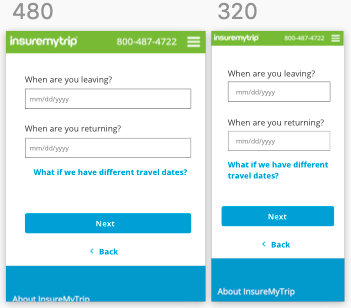 480
insuremytrip
800-487-4722
When are you leaving?
mm/dd/yyyy
When are you returning?
mm/dd/yyyy
What if we have different travel dates?
Next
< Back
About InsureMyTrip
320
insuremytrip
800-487-4722
When are you leaving?
mm/dd/yyyy
When are you returning?
mm/dd/yyyy
What if we have different
travel dates?
Next
< Back
About InsureMyTrip